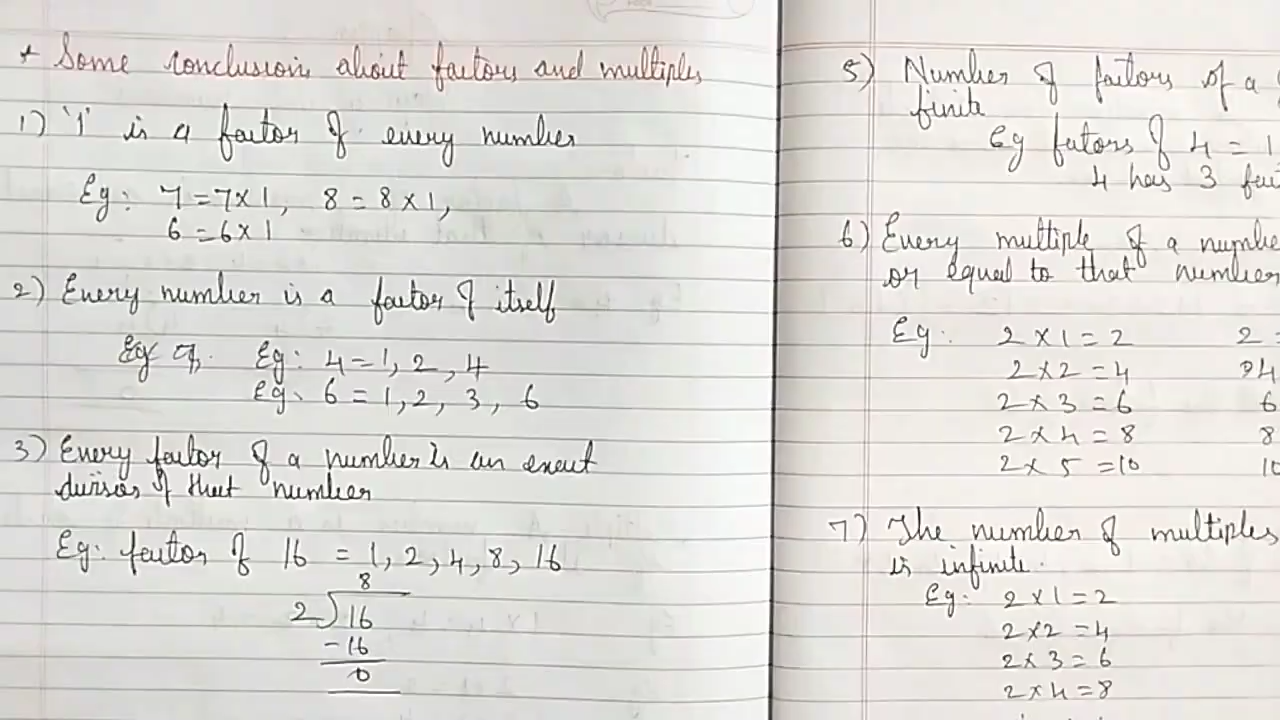 * Some conclusion about factors and multiples
1) '1' is a factor of every number
Eg: 7 = 7 × 1, 8 = 8 × 1,
6 = 6 × 1
2) Every number is a factor of itself
Eg: 4 = 1, 2, 4
Eg. 6 = 1, 2, 3, 6
3) Every factor of a number is an exact
divisor of that number
Eg: factor of 16 = 1, 2, 4, 8, 16
8
2 ) 16
-16
0
5) Number of factors of a
finite
Eg fators of 4 = 1
4 has 3
6) Every multiple of a numbe
or equal to that number
Eg: 2 × 1 = 2 2 =
2 × 2 = 4 4
2 × 3 = 6 6
2 × 4 = 8 8
2 × 5 = 10 10
7) The number of multiples
is infinite.
Eg: 2 × 1 = 2
2 × 2 = 4
2 × 3 = 6
2 × 4 = 8